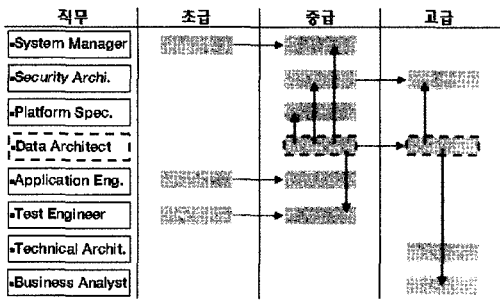 직무 초급 중급 고급
▪System Manager
▪Security Archi.
▪Platform Spec.
▪Data Architect
▪Application Eng.
▪Test Engineer
▪Technical Archit.
▪Business Analyst